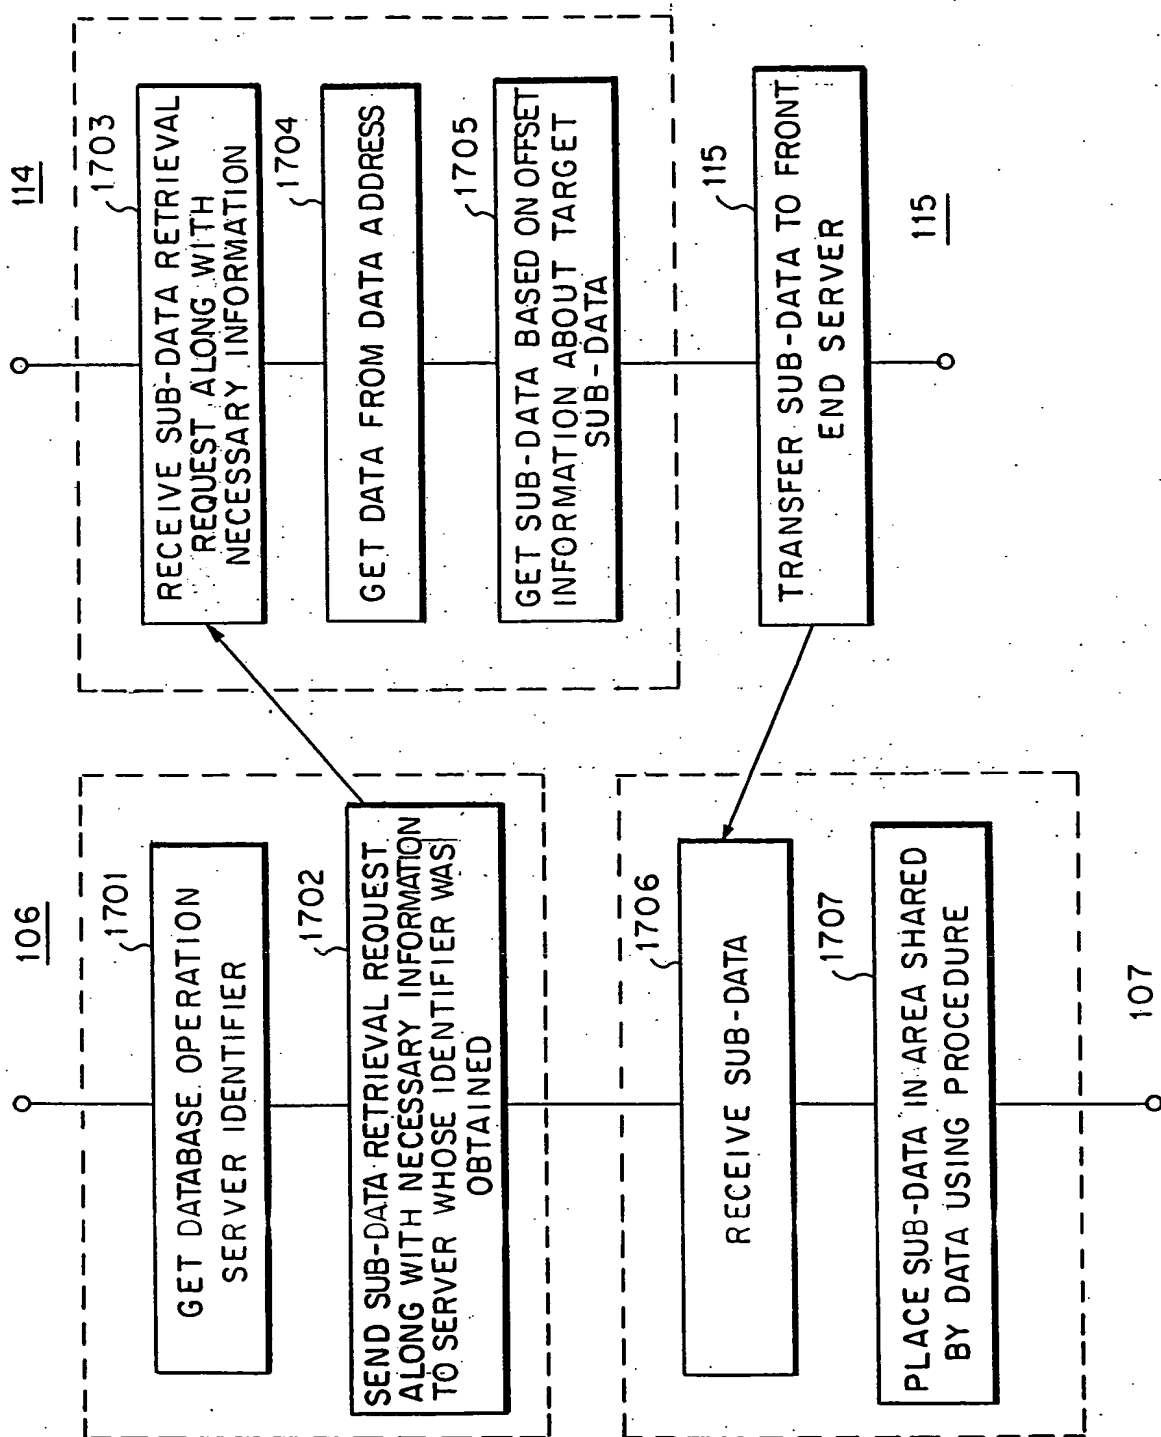 106
1701
GET DATABASE OPERATION
SERVER IDENTIFIER
1702
SEND SUB-DATA RETRIEVAL REQUEST
ALONG WITH NECESSARY INFORMATION
TO SERVER WHOSE IDENTIFIER WAS
OBTAINED
1706
RECEIVE SUB-DATA
1707
PLACE SUB-DATA IN AREA SHARED
BY DATA USING PROCEDURE
107
114
1703
RECEIVE SUB-DATA RETRIEVAL
REQUEST ALONG WITH
NECESSARY INFORMATION
1704
GET DATA FROM DATA ADDRESS
1705
GET SUB-DATA BASED ON OFFSET
INFORMATION ABOUT TARGET
SUB-DATA
115
TRANSFER SUB-DATA TO FRONT
END SERVER
115